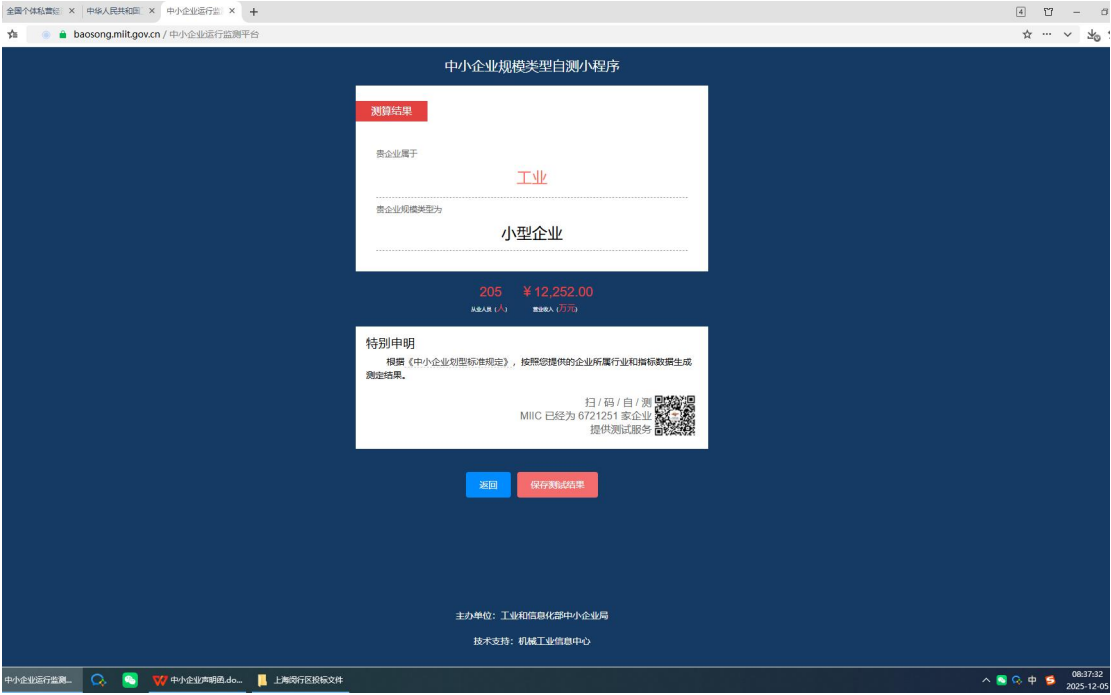 全国个体私营经 × 中华人民共和国 × 中小企业运行监 × +
4
baosong.miit.gov.cn / 中小企业运行监测平台
中小企业规模类型自测小程序
测算结果
贵企业属于
工业
贵企业规模类型为
小型企业
205 ￥12,252.00
从业人员（人） 营业收入（万元）
特别申明
根据《中小企业划型标准规定》，按照您提供的企业所属行业和指标数据生成
测定结果。
扫 / 码 / 自 / 测
MIIC 已经为 6721251 家企业
提供测试服务
返回 保存测试结果
主办单位：工业和信息化部中小企业局
技术支持：机械工业信息中心
中小企业运行监测... 中小企业声明函.do... 上海闵行区投标文件 中 08:37:32
2025-12-05